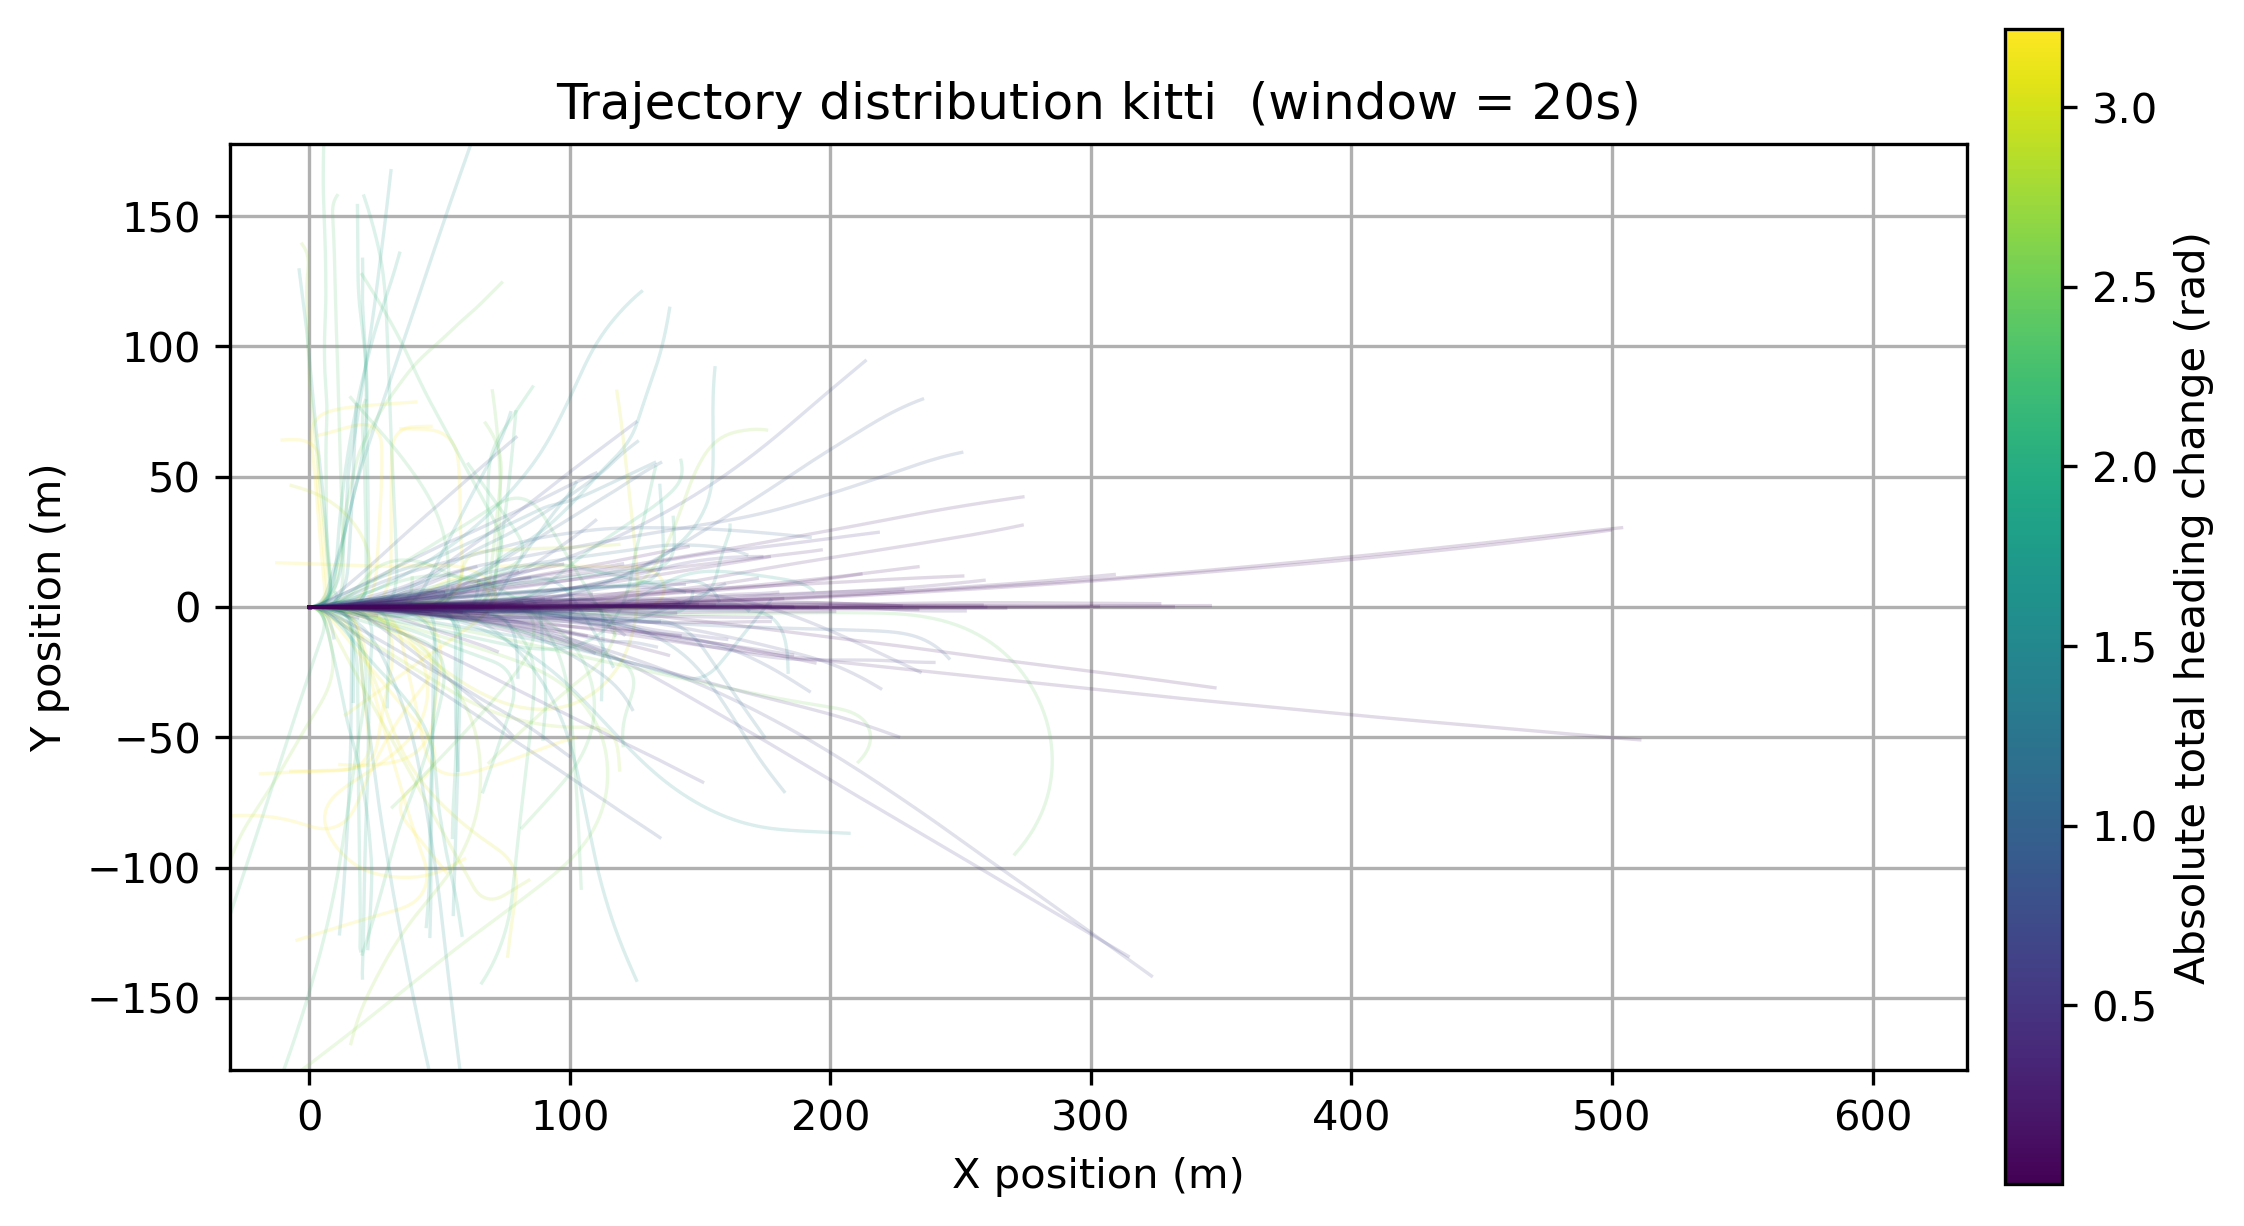 Trajectory distribution kitti  (window = 20s)
Y position (m)
150
100
50
0
−50
−100
−150
0 100 200 300 400 500 600
X position (m)
3.0
2.5
2.0
1.5
1.0
0.5
Absolute total heading change (rad)